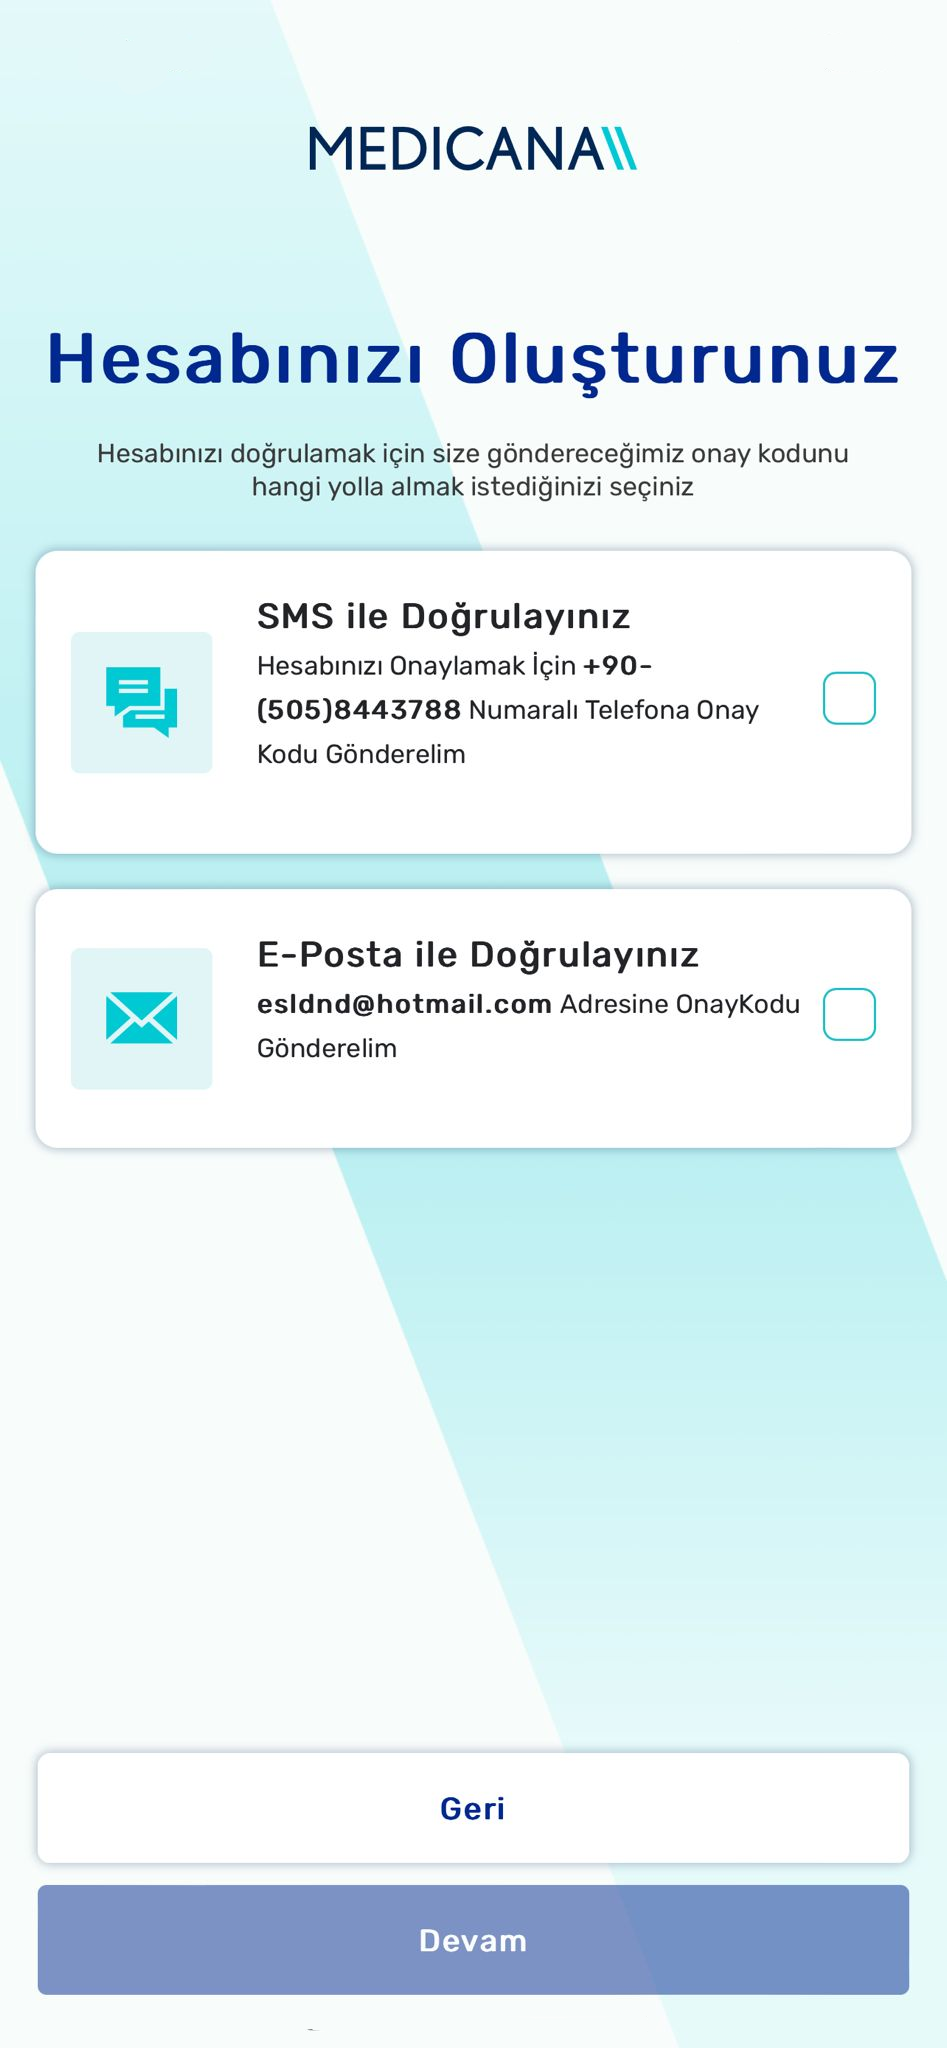 MEDICANA
Hesabınızı Oluşturunuz
Hesabınızı doğrulamak için size göndereceğimiz onay kodunu
hangi yolla almak istediğinizi seçiniz
SMS ile Doğrulayınız
Hesabınızı Onaylamak İçin +90-
(505)8443788 Numaralı Telefona Onay
Kodu Gönderelim
E-Posta ile Doğrulayınız
esldnd@hotmail.com Adresine OnayKodu
Gönderelim
Geri
Devam